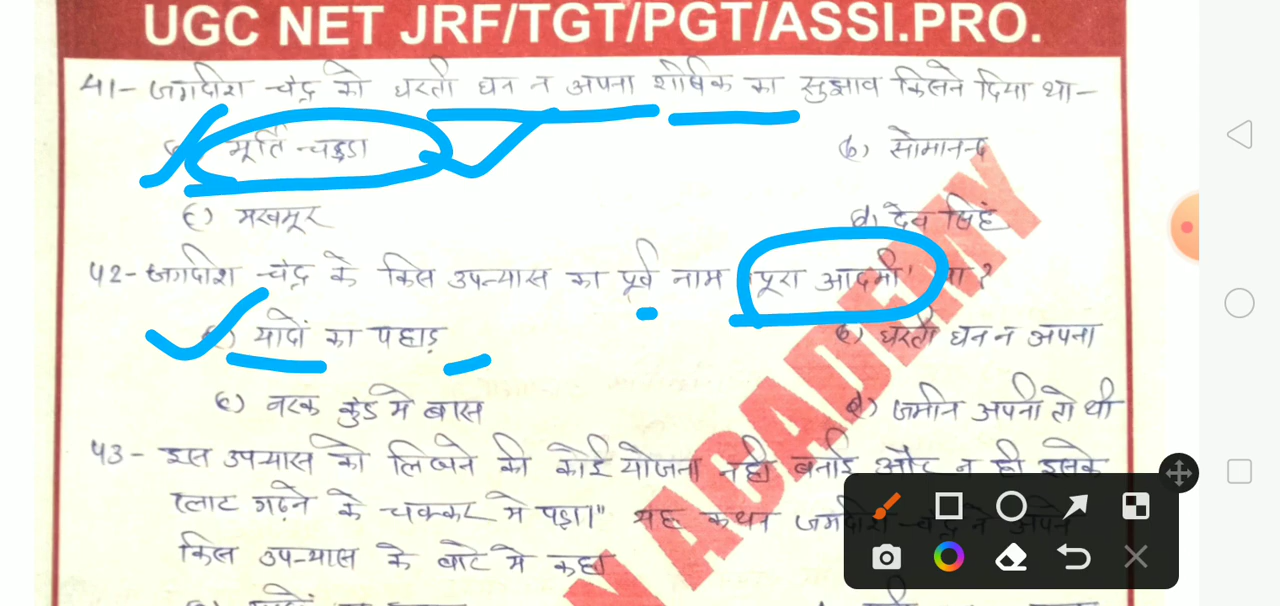 UGC NET JRF/TGT/PGT/ASSI.PRO.
41- जगदीश चंद्र को धरती धन न अपना शीर्षक का सुझाव किसने दिया था-
मूर्ति चड्डा b) सोमानन्द
c) मखमूर d) देव सिंह
42- जगदीश चंद्र के किस उपन्यास का पूर्व नाम 'पूरा आदमी' था?
यादों का पहाड़ धरती धन न अपना
c) नरक कुंड मे बास d) जमीन अपनी तो थी
43- इस उपन्यास को लिखने की कोई योजना नही बनाई और न ही इसके
प्लाट गढ़ने के चक्कर मे पड़ा।" यह कथन जगदीश चंद्र ने अपने
किस उपन्यास के बारे मे कहा
N ACADEMY